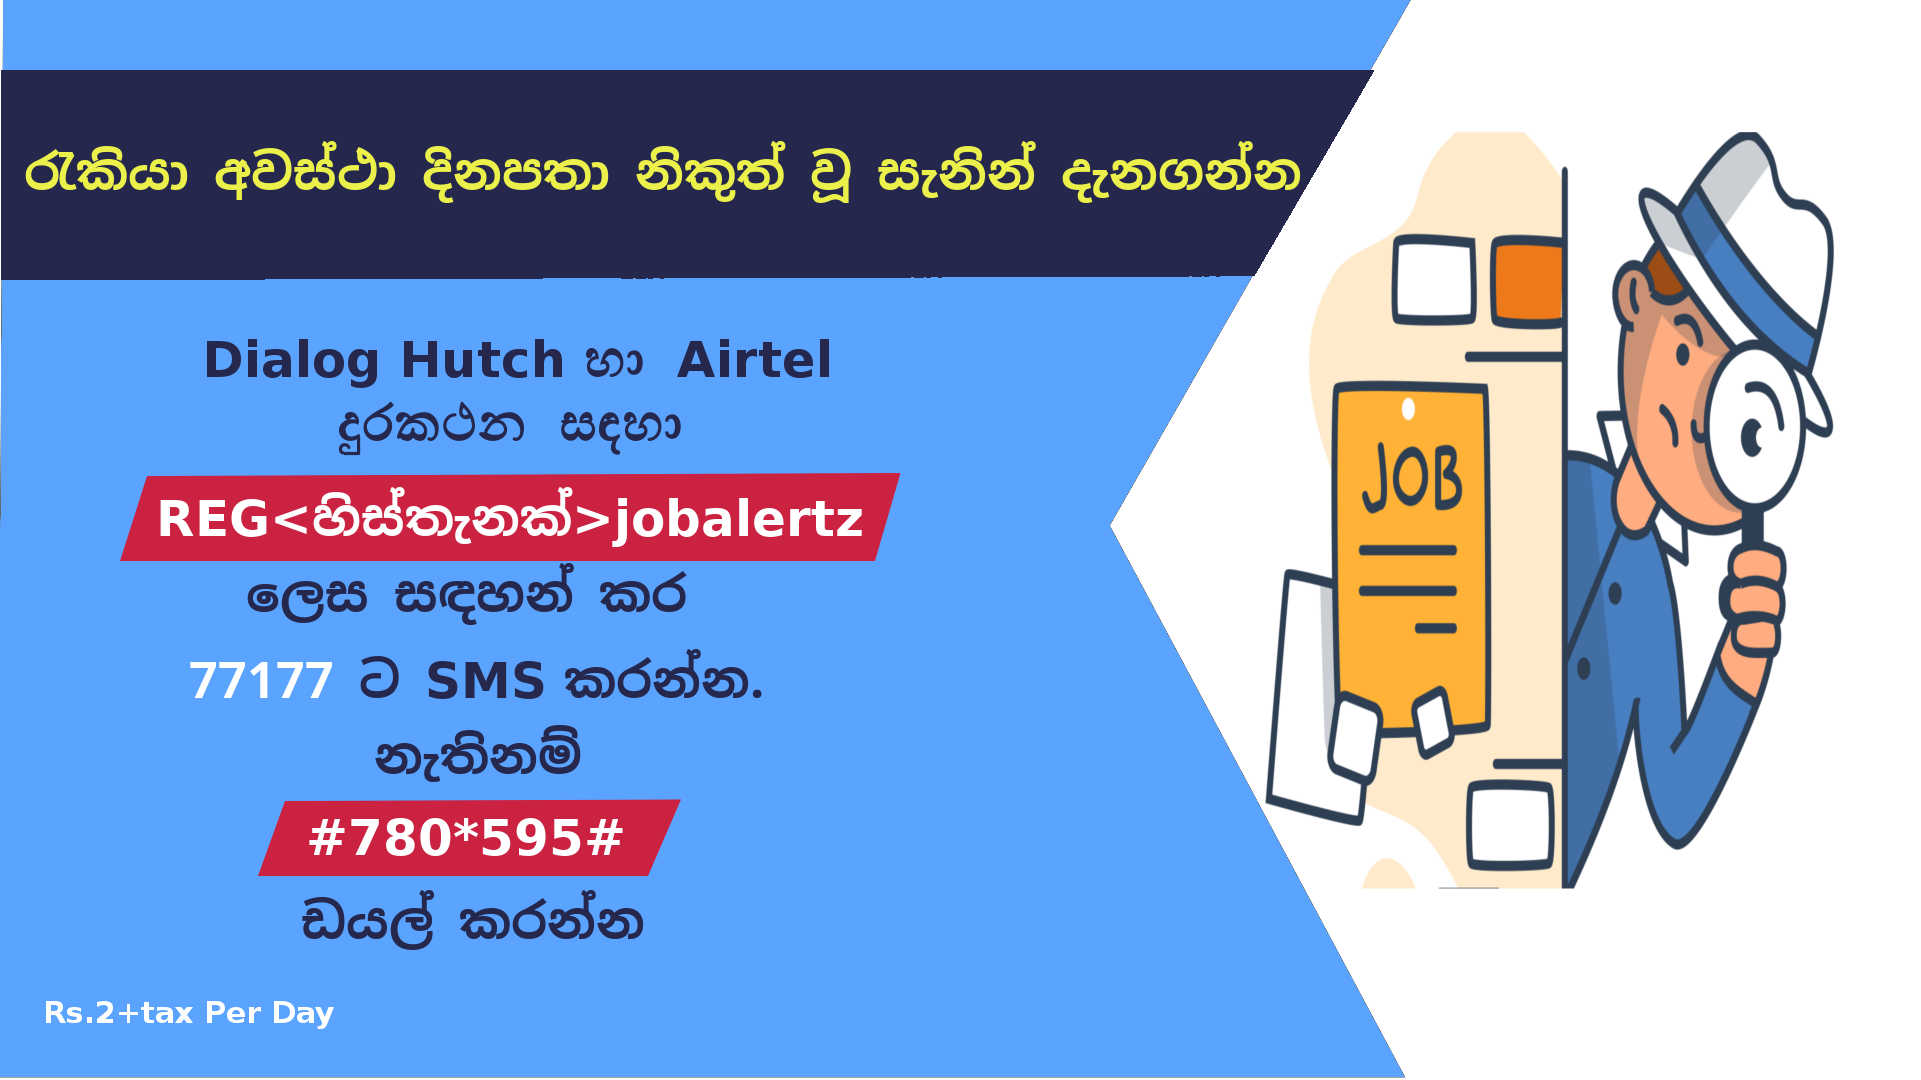 රැකියා අවස්ථා දිනපතා නිකුත් වූ සැනින් දැනගන්න
Dialog Hutch හා Airtel
දුරකථන සඳහා
REG<හිස්තැනක්>jobalertz
ලෙස සඳහන් කර
77177 ට SMS කරන්න.
නැතිනම්
#780*595#
ඩයල් කරන්න
Rs.2+tax Per Day
JOB